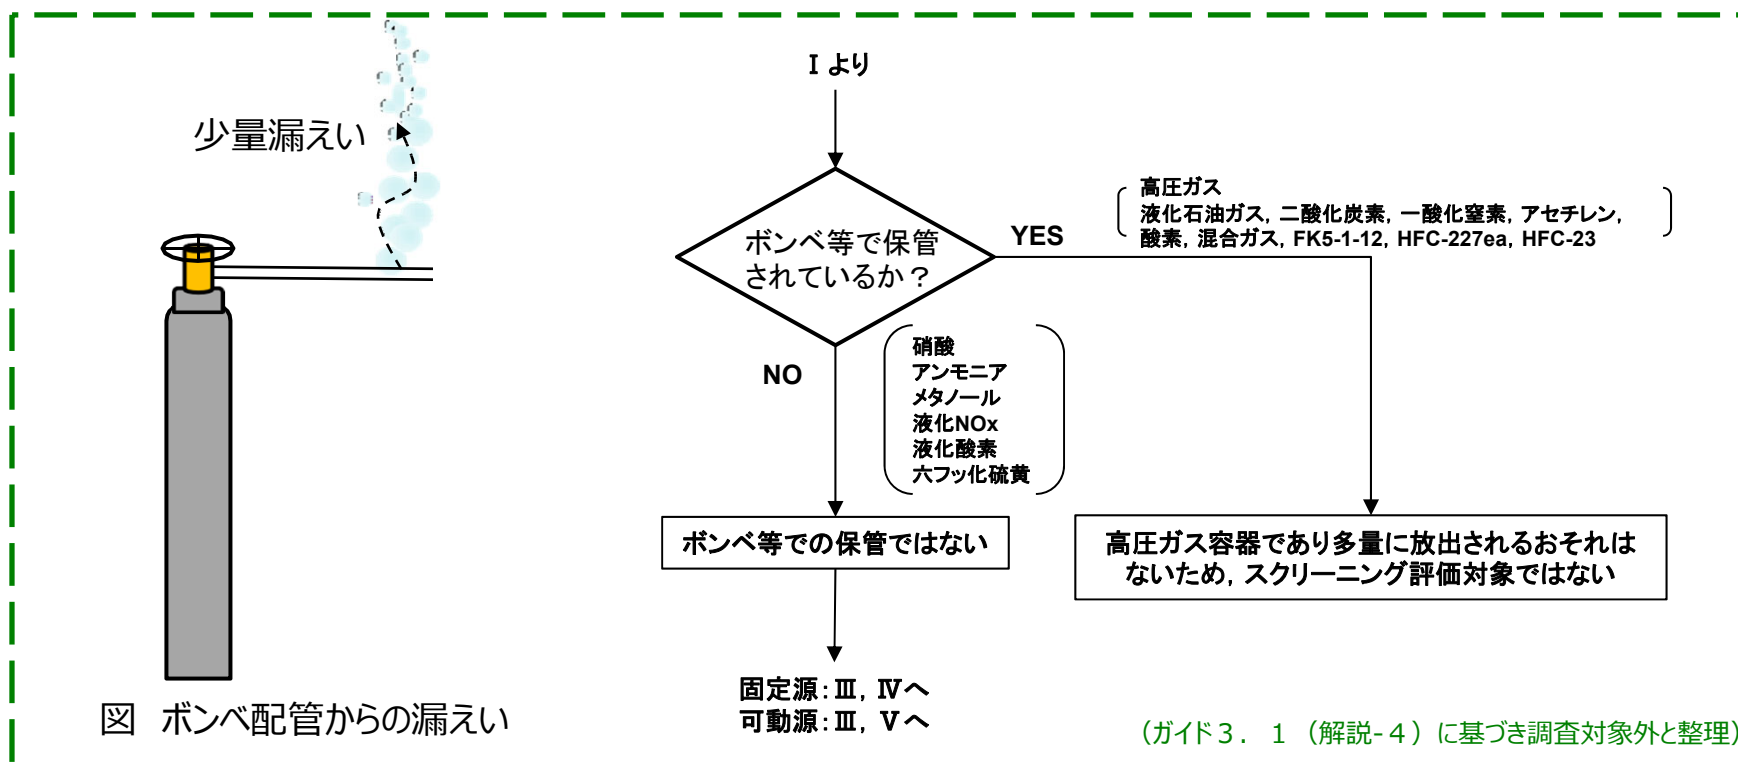 少量漏えい
図　ボンベ配管からの漏えい
Ⅰより
ボンベ等で保管
されているか？
YES
高圧ガス
液化石油ガス，二酸化炭素，一酸化窒素，アセチレン，
酸素，混合ガス，FK5-1-12，HFC-227ea，HFC-23
NO
硝酸
アンモニア
メタノール
液化NOx
液化酸素
六フッ化硫黄
ボンベ等での保管ではない
高圧ガス容器であり多量に放出されるおそれは
ないため，スクリーニング評価対象ではない
固定源：Ⅲ，Ⅳへ
可動源：Ⅲ，Ⅴへ
（ガイド３．１（解説-４）に基づき調査対象外と整理）